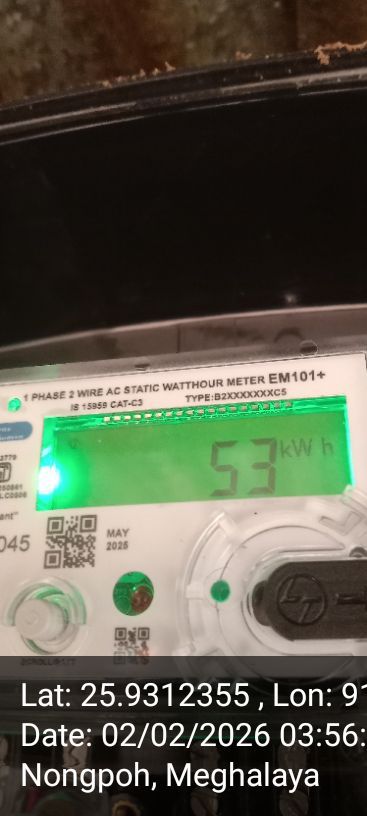 1 PHASE 2 WIRE AC STATIC WATTHOUR METER EM101+
IS 15959 CAT-C3 TYPE:B2XXXXXXXC5
53 kWh
045
MAY
2025
Lat: 25.9312355 , Lon: 91
Date: 02/02/2026 03:56:
Nongpoh, Meghalaya